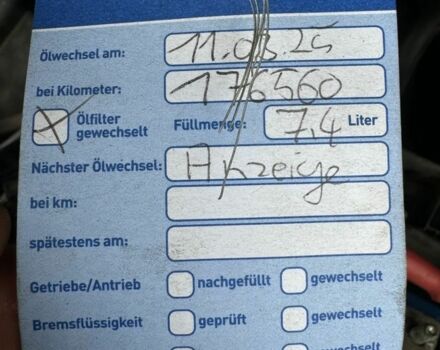 Ölwechsel am: 11.03.25
bei Kilometer: 176560
Ölfilter gewechselt Füllmenge: 7,4 Liter
Nächster Ölwechsel: Anzeige
bei km:
spätestens am:
Getriebe/Antrieb nachgefüllt gewechselt
Bremsflüssigkeit geprüft gewechselt
gewechselt